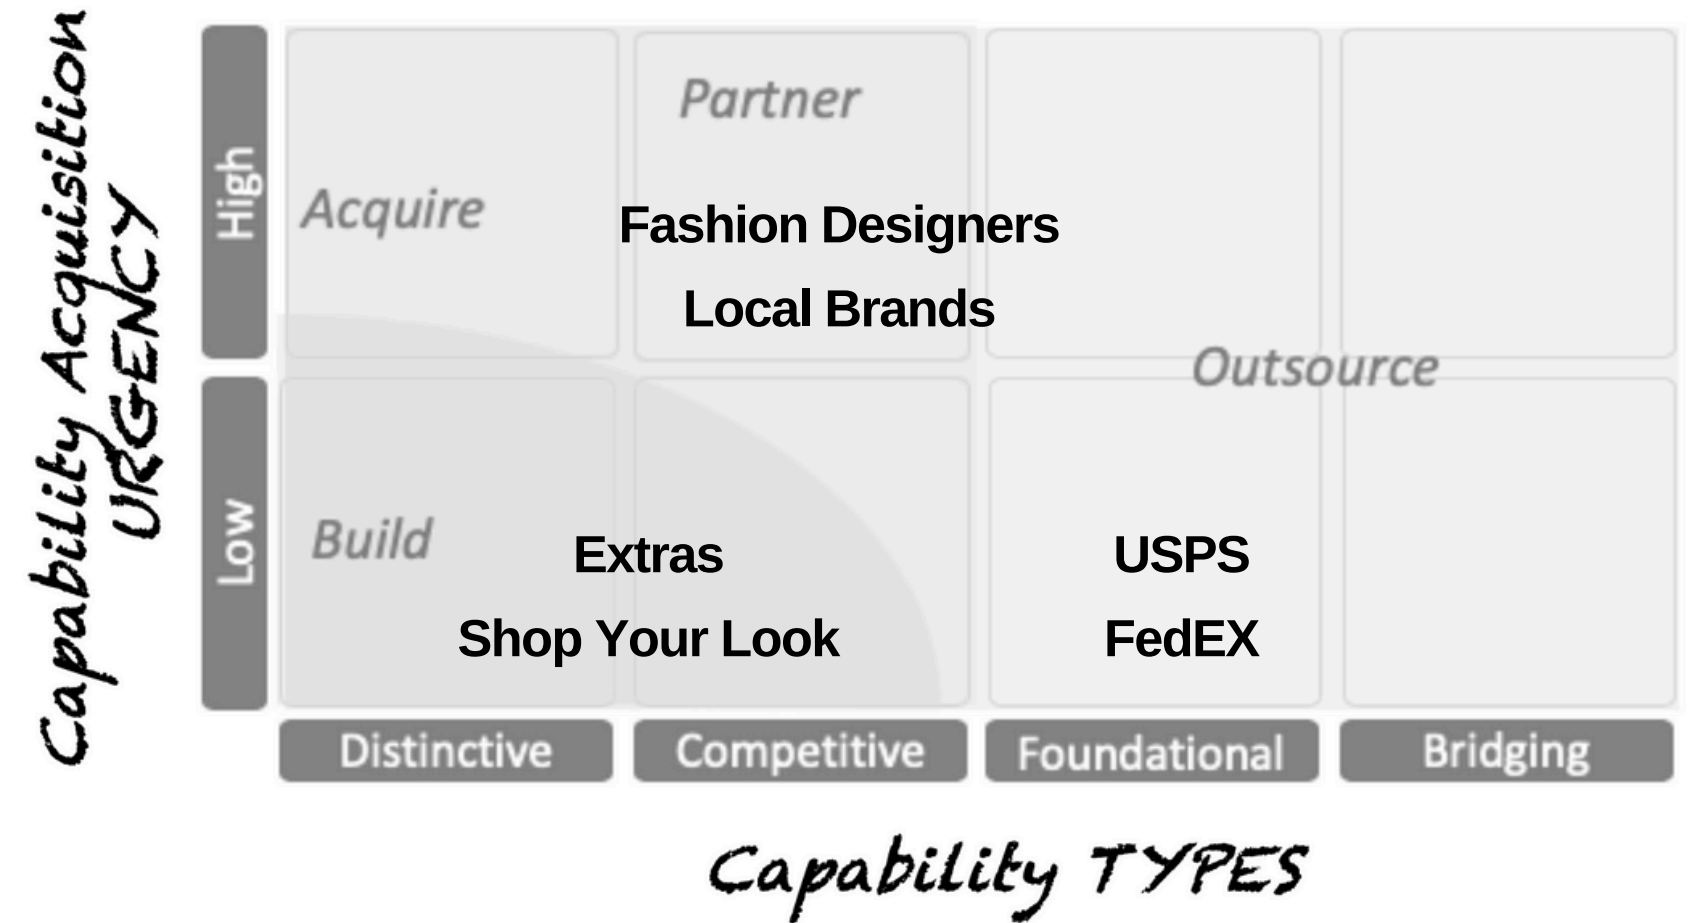 Capability Acquisition
URGENCY
High
Low
Partner
Acquire
Fashion Designers
Local Brands
Outsource
Build
Extras
Shop Your Look
USPS
FedEX
Distinctive
Competitive
Foundational
Bridging
Capability TYPES